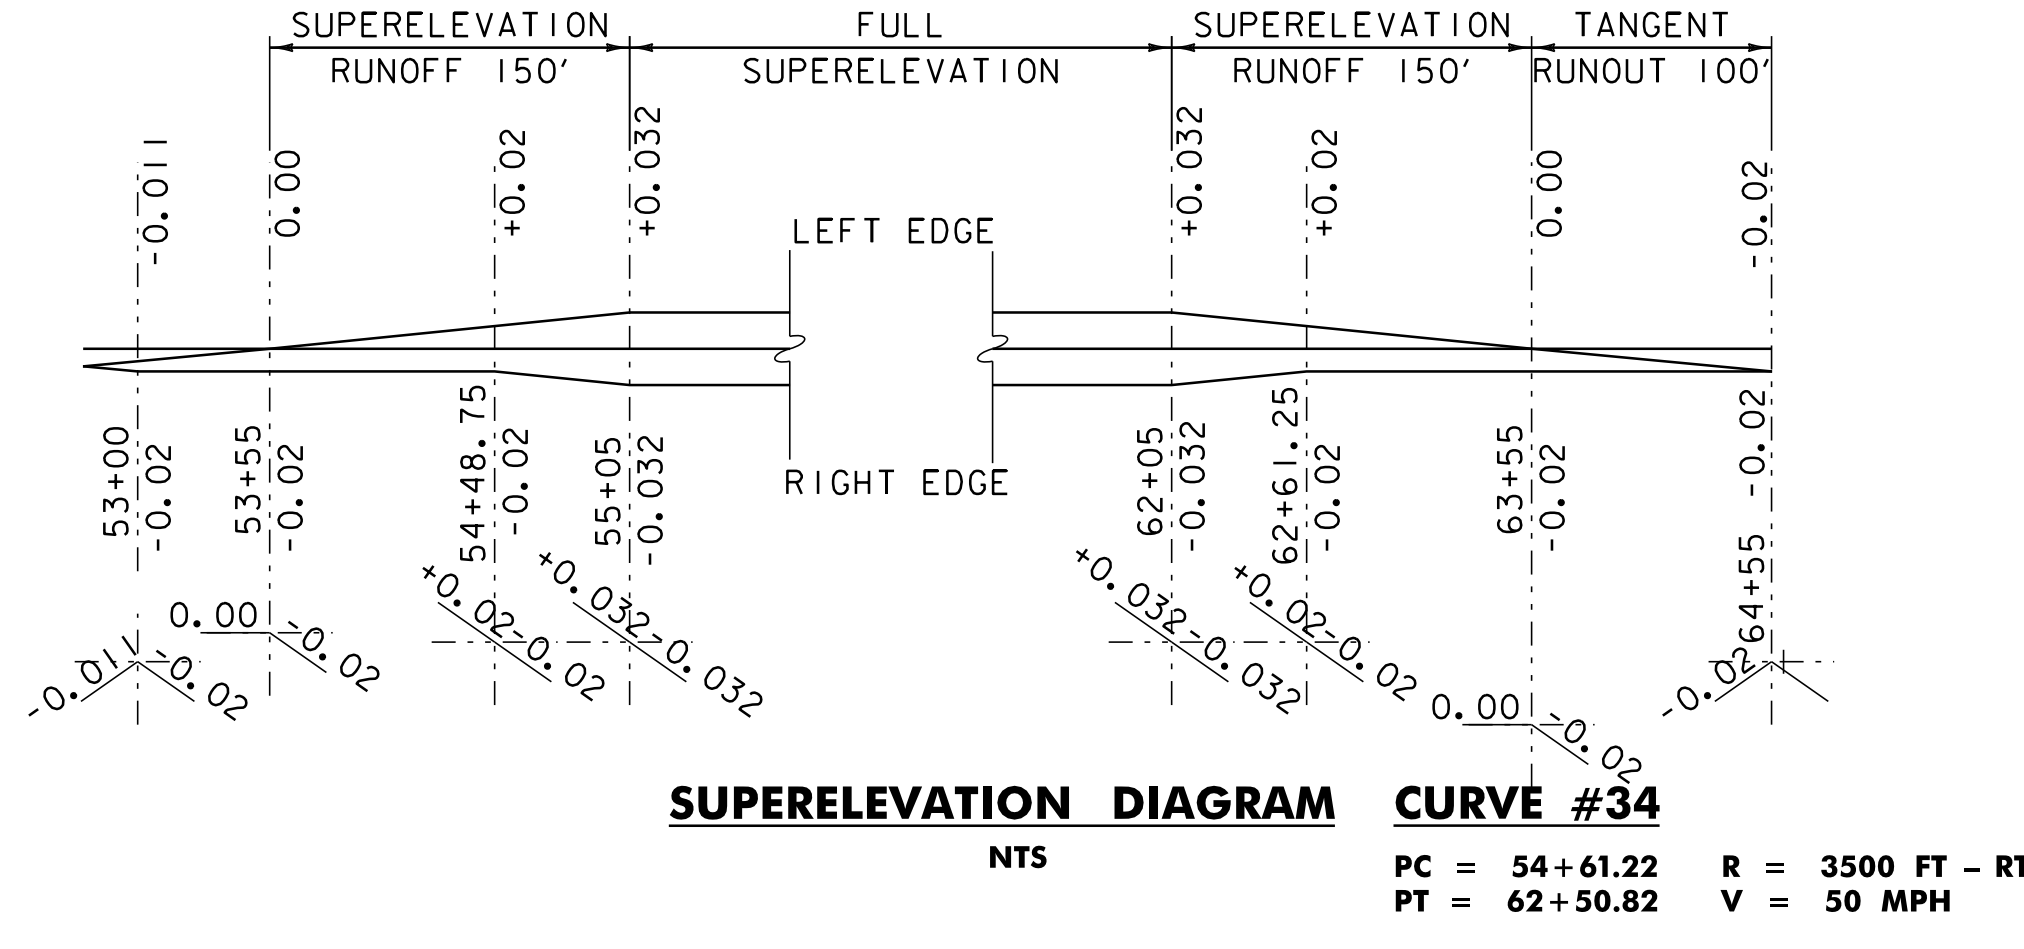 SUPERELEVATION
RUNOFF 150'
FULL
SUPERELEVATION
SUPERELEVATION
RUNOFF 150'
TANGENT
RUNOUT 100'
-0.011
0.00
+0.02
+0.032
+0.032
+0.02
0.00
-0.02
LEFT EDGE
RIGHT EDGE
53+00
-0.02
53+55
-0.02
54+48.75
-0.02
55+05
-0.032
62+05
-0.032
62+61.25
-0.02
63+55
-0.02
64+55 -0.02
-0.011 -0.02
0.00 -0.02
+0.02 -0.02
+0.032 -0.032
+0.032 -0.032
+0.02 -0.02
0.00 -0.02
-0.02
SUPERELEVATION DIAGRAM
NTS
CURVE #34
PC = 54+61.22 R = 3500 FT – RT
PT = 62+50.82 V = 50 MPH